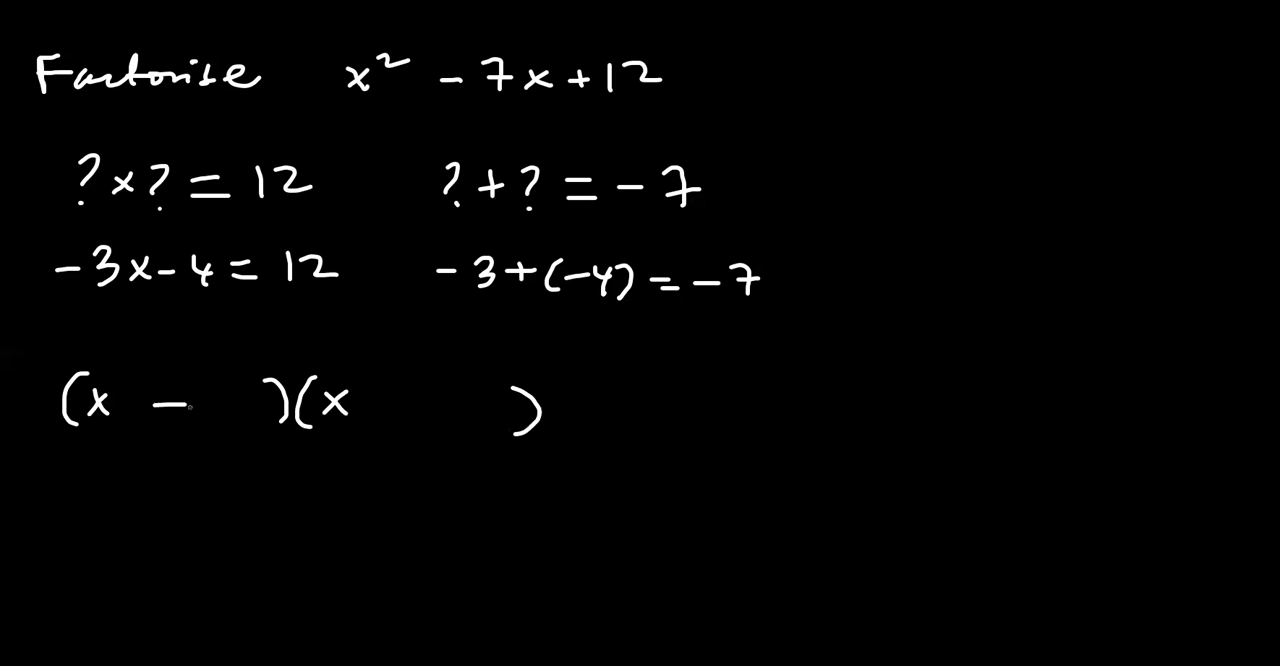 Factorise x² - 7x + 12
? x ? = 12 ? + ? = - 7
- 3 x - 4 = 12 - 3 + (-4) = - 7
(x - )(x )